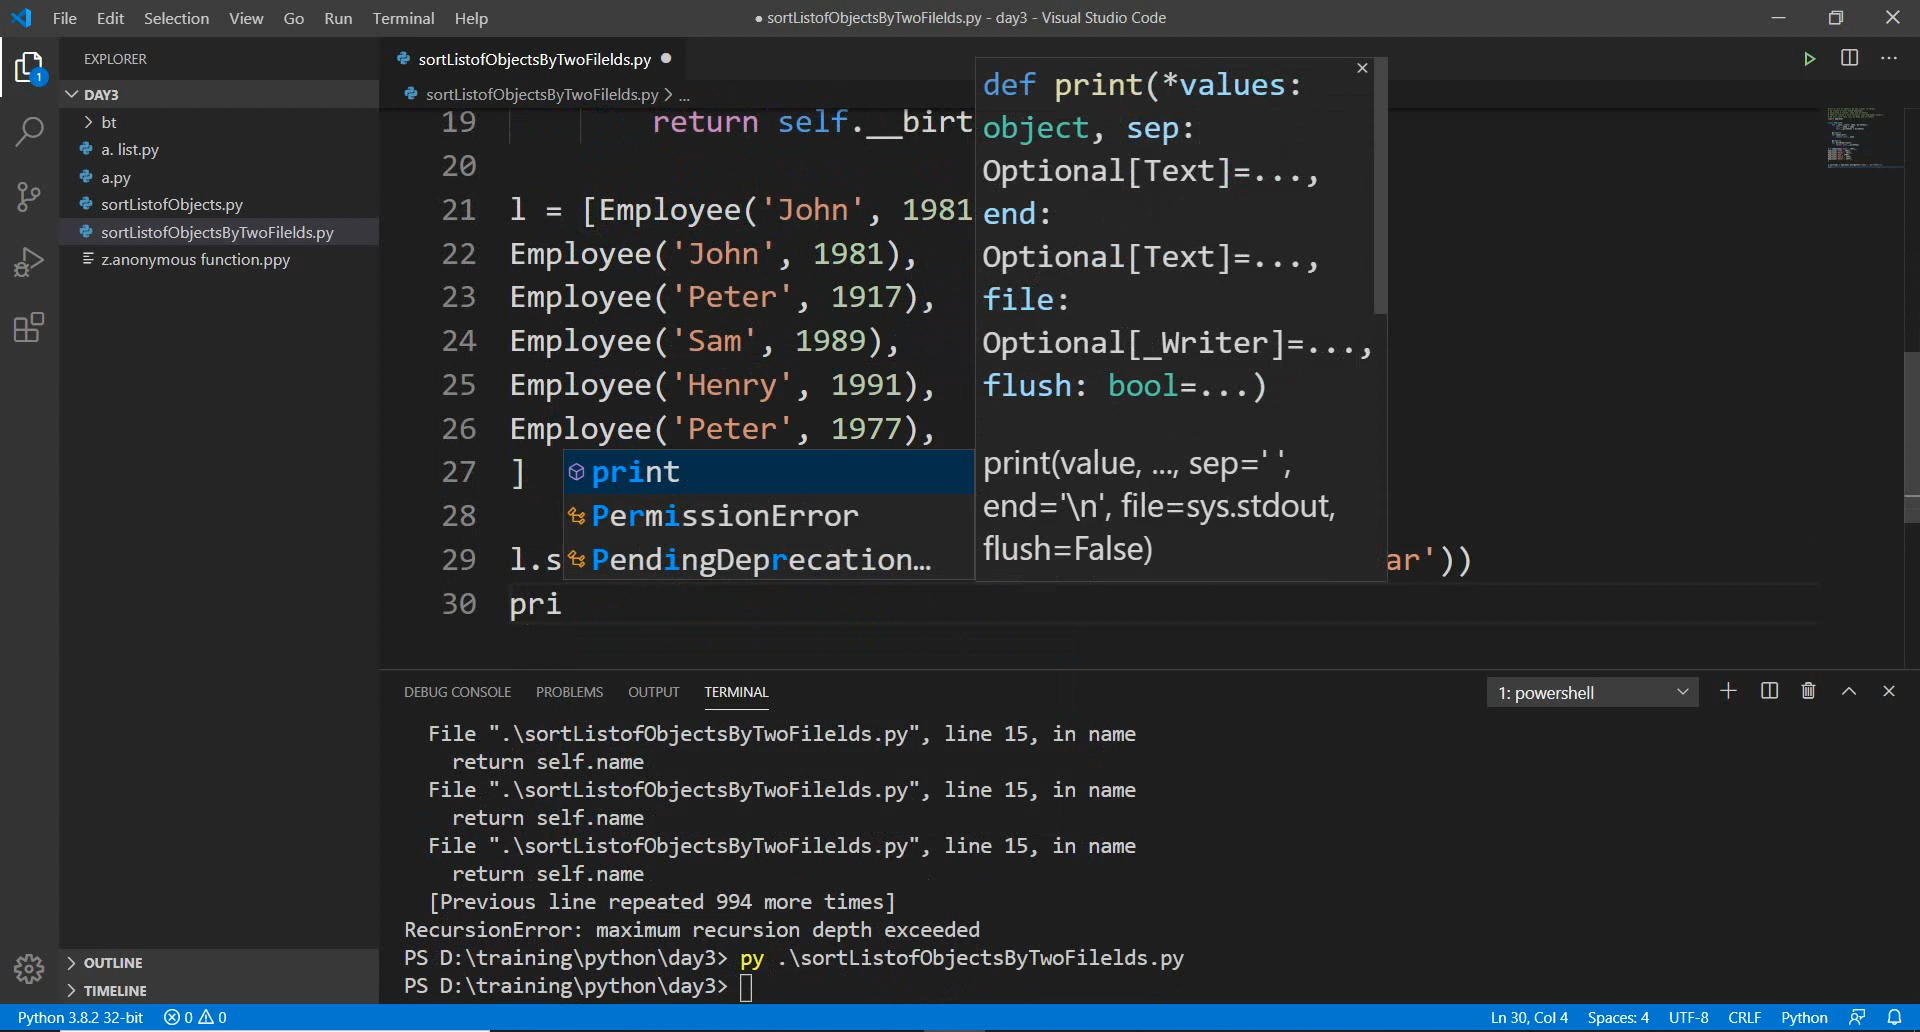 File Edit Selection View Go Run Terminal Help
● sortListofObjectsByTwoFilelds.py - day3 - Visual Studio Code
EXPLORER
DAY3
bt
a. list.py
a.py
sortListofObjects.py
sortListofObjectsByTwoFilelds.py
z.anonymous function.ppy
OUTLINE
TIMELINE
1
sortListofObjectsByTwoFilelds.py ●
sortListofObjectsByTwoFilelds.py > ...
19 return self.__birt
20
21 l = [Employee('John', 1981
22 Employee('John', 1981),
23 Employee('Peter', 1917),
24 Employee('Sam', 1989),
25 Employee('Henry', 1991),
26 Employee('Peter', 1977),
27 ]
28
29 l.s ar'))
30 pri
print
PermissionError
PendingDeprecation…
def print(*values:
object, sep:
Optional[Text]=...,
end:
Optional[Text]=...,
file:
Optional[_Writer]=...,
flush: bool=...)
print(value, ..., sep=' ',
end='\n', file=sys.stdout,
flush=False)
DEBUG CONSOLE PROBLEMS OUTPUT TERMINAL
1: powershell
File ".\sortListofObjectsByTwoFilelds.py", line 15, in name
return self.name
File ".\sortListofObjectsByTwoFilelds.py", line 15, in name
return self.name
File ".\sortListofObjectsByTwoFilelds.py", line 15, in name
return self.name
[Previous line repeated 994 more times]
RecursionError: maximum recursion depth exceeded
PS D:\training\python\day3> py .\sortListofObjectsByTwoFilelds.py
PS D:\training\python\day3>
Python 3.8.2 32-bit 0 0
Ln 30, Col 4 Spaces: 4 UTF-8 CRLF Python